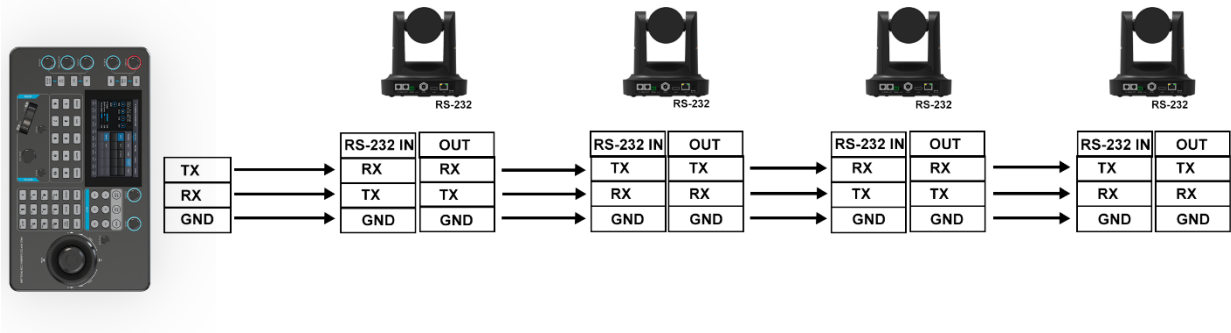 RS-232 RS-232 RS-232 RS-232
RS-232 IN OUT RS-232 IN OUT RS-232 IN OUT RS-232 IN OUT
TX RX RX TX TX RX RX TX TX
RX TX TX RX RX TX TX RX RX
GND GND GND GND GND GND GND GND GND